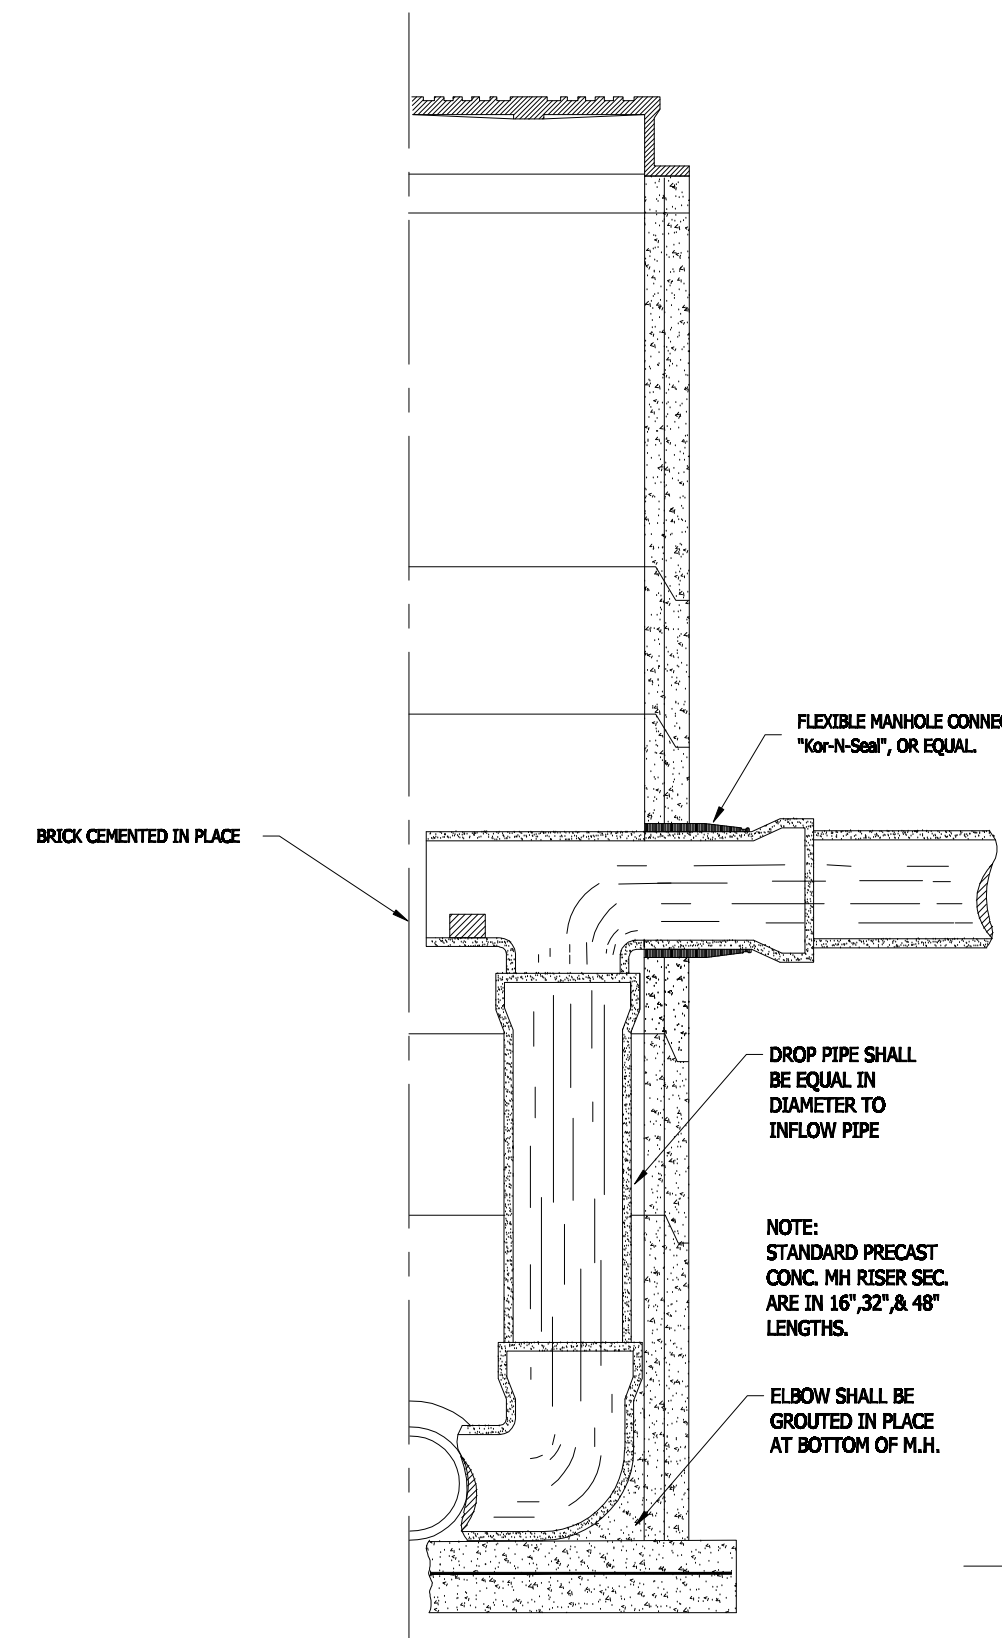 FLEXIBLE MANHOLE
"Kor-N-Seal", OR EQUAL.
BRICK CEMENTED IN PLACE
DROP PIPE SHALL
BE EQUAL IN
DIAMETER TO
INFLOW PIPE
NOTE:
STANDARD PRECAST
CONC. MH RISER SEC.
ARE IN 16",32",& 48"
LENGTHS.
ELBOW SHALL BE
GROUTED IN PLACE
AT BOTTOM OF M.H.